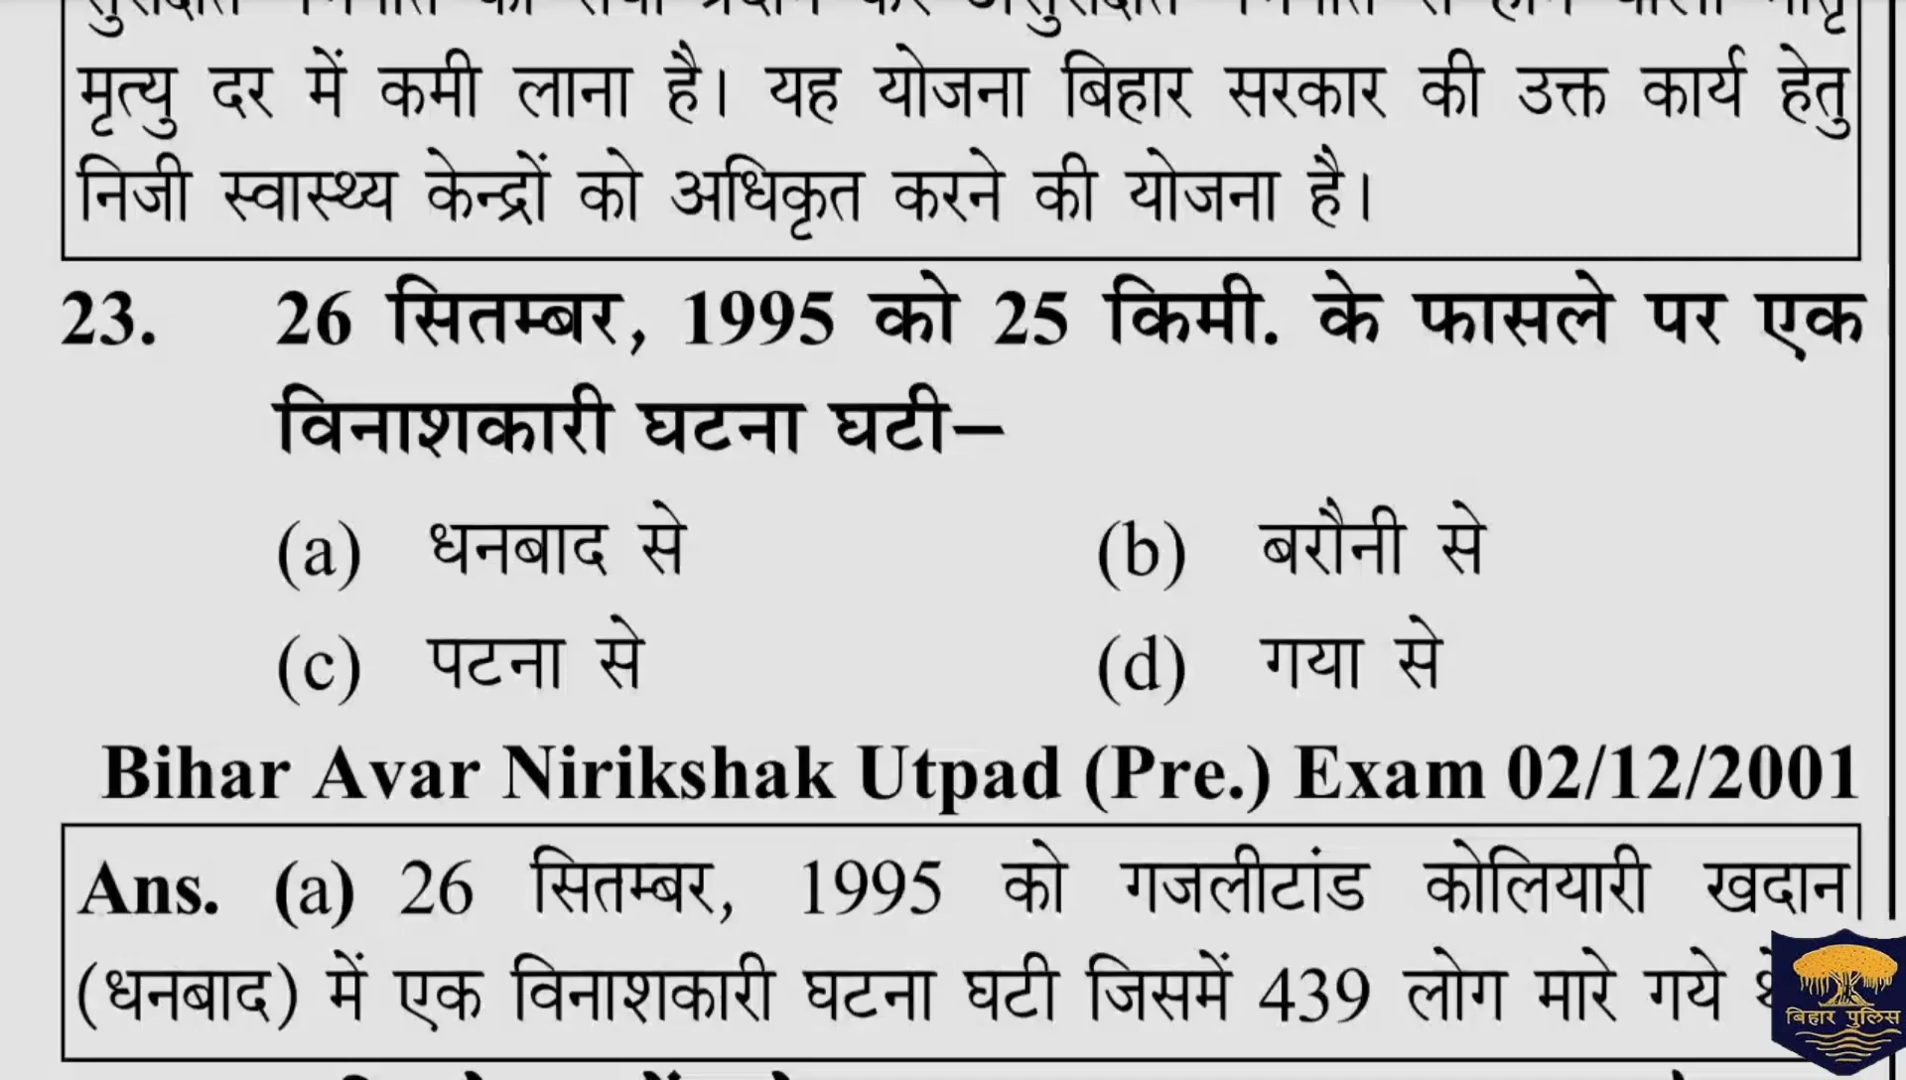 मृत्यु दर में कमी लाना है। यह योजना बिहार सरकार की उक्त कार्य हेतु
निजी स्वास्थ्य केन्द्रों को अधिकृत करने की योजना है।
23. 26 सितम्बर, 1995 को 25 किमी. के फासले पर एक
विनाशकारी घटना घटी–
(a) धनबाद से (b) बरौनी से
(c) पटना से (d) गया से
Bihar Avar Nirikshak Utpad (Pre.) Exam 02/12/2001
Ans. (a) 26 सितम्बर, 1995 को गजलीटांड कोलियारी खदान
(धनबाद) में एक विनाशकारी घटना घटी जिसमें 439 लोग मारे गये
बिहार पुलिस